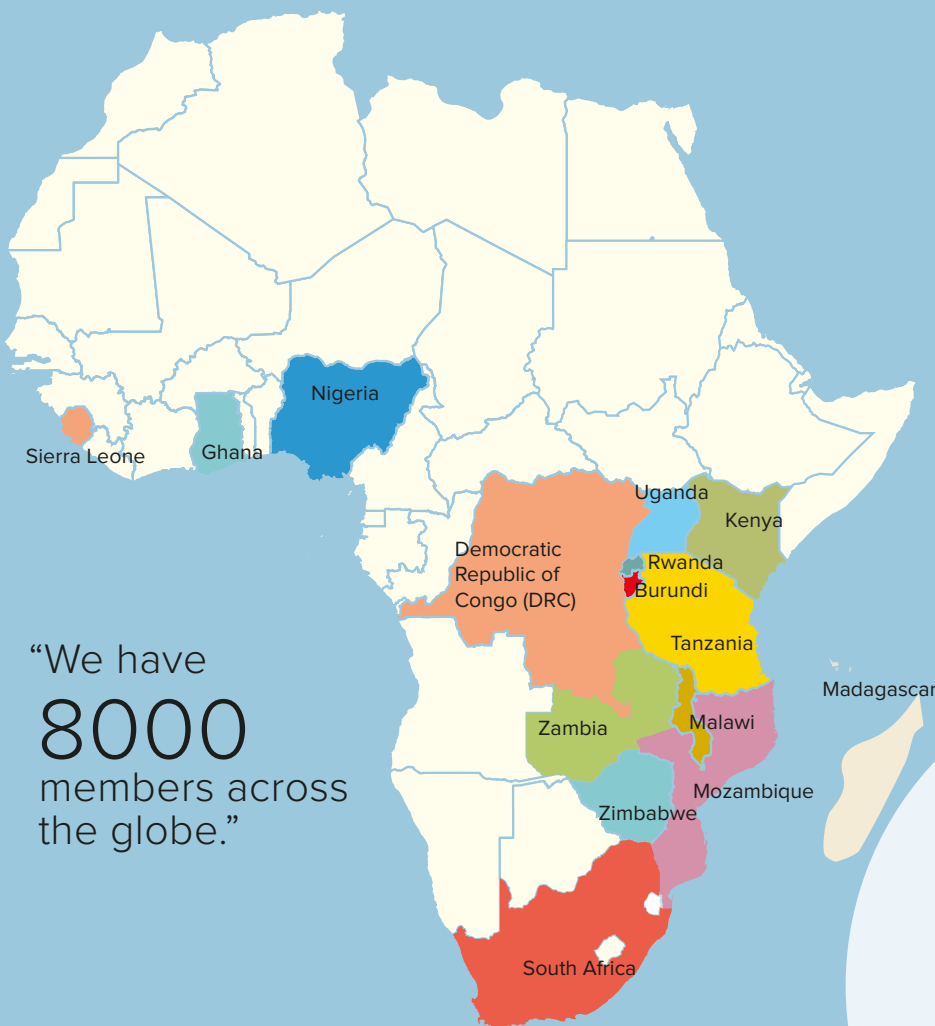 Nigeria
Sierra Leone
Ghana
Uganda
Kenya
Democratic
Republic of
Congo (DRC)
Rwanda
Burundi
Tanzania
“We have
8000
members across
the globe.”
Madagascar
Zambia
Malawi
Mozambique
Zimbabwe
South Africa